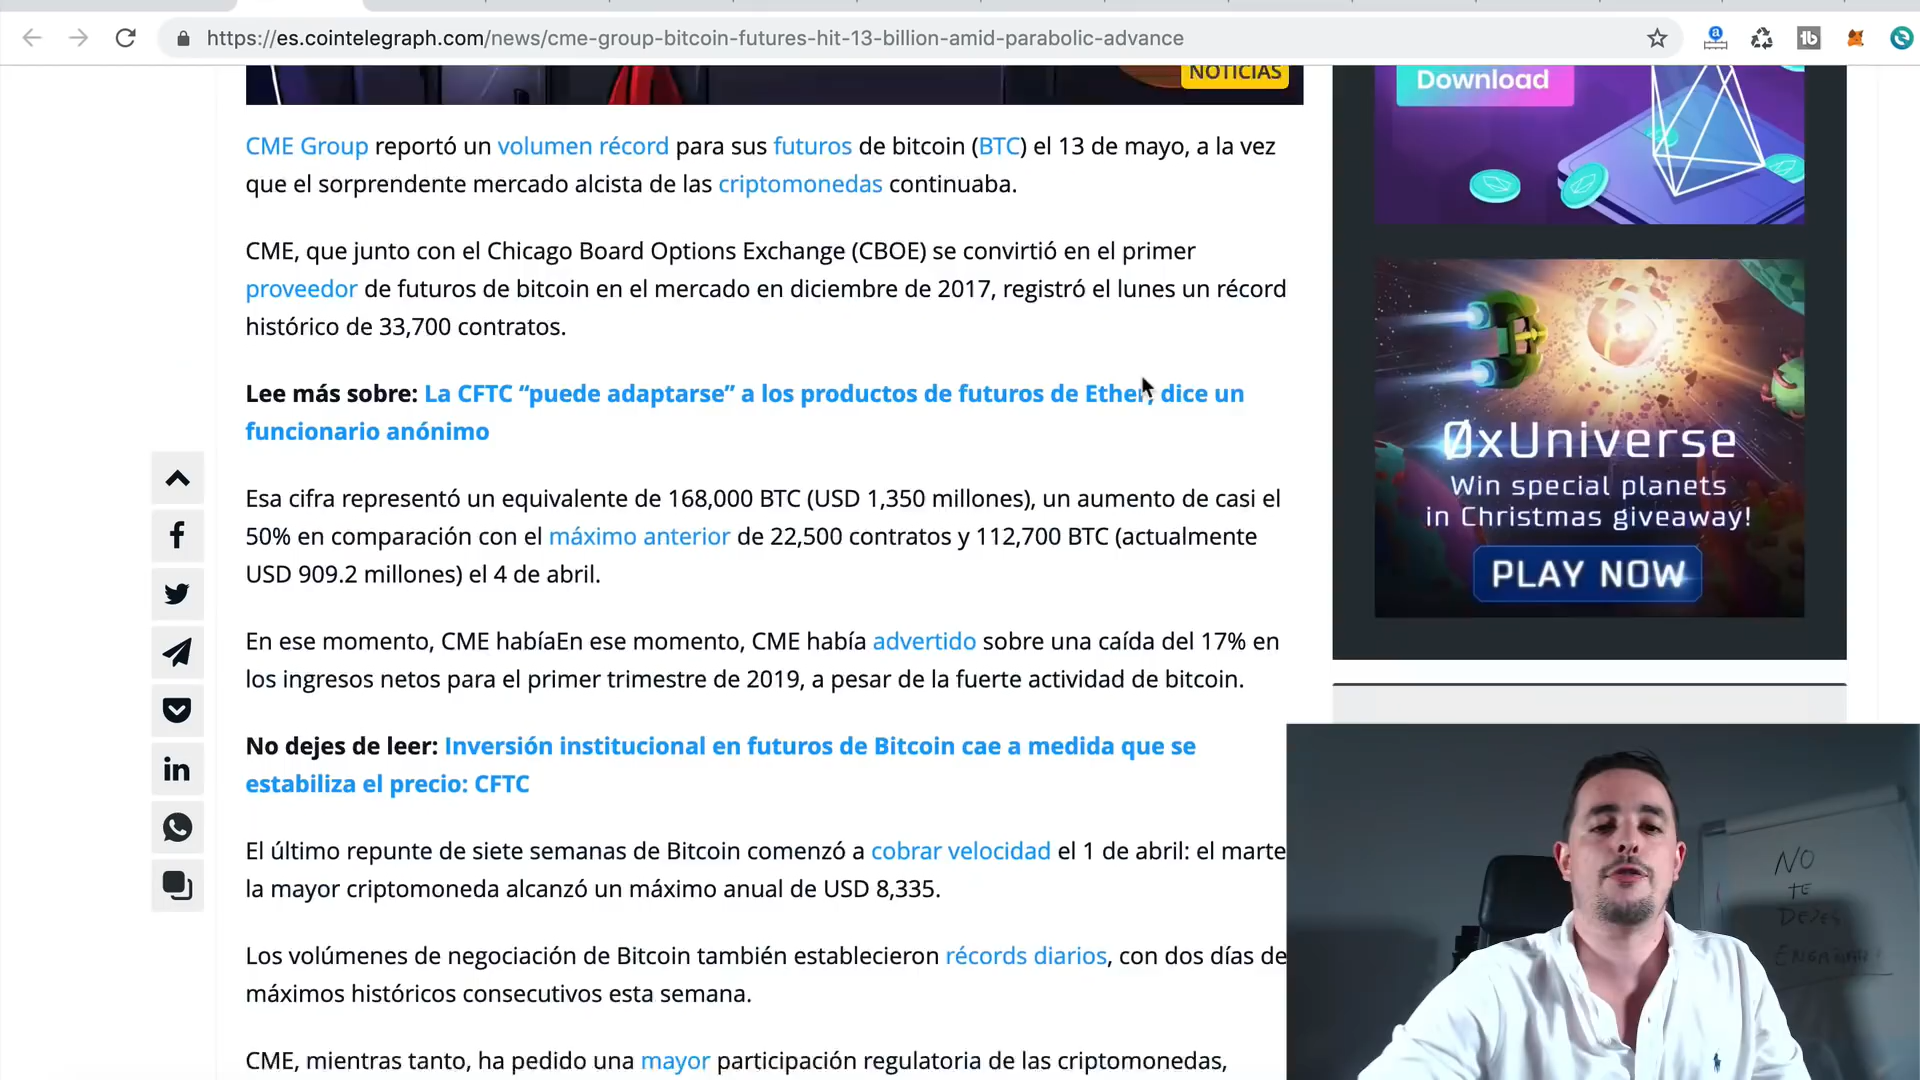 https://es.cointelegraph.com/news/cme-group-bitcoin-futures-hit-13-billion-amid-parabolic-advance
NOTICIAS
Download
CME Group reportó un volumen récord para sus futuros de bitcoin (BTC) el 13 de mayo, a la vez
que el sorprendente mercado alcista de las criptomonedas continuaba.
CME, que junto con el Chicago Board Options Exchange (CBOE) se convirtió en el primer
proveedor de futuros de bitcoin en el mercado en diciembre de 2017, registró el lunes un récord
histórico de 33,700 contratos.
Lee más sobre: La CFTC “puede adaptarse” a los productos de futuros de Ether, dice un
funcionario anónimo
ØxUniverse
Win special planets
in Christmas giveaway!
PLAY NOW
Esa cifra representó un equivalente de 168,000 BTC (USD 1,350 millones), un aumento de casi el
50% en comparación con el máximo anterior de 22,500 contratos y 112,700 BTC (actualmente
USD 909.2 millones) el 4 de abril.
En ese momento, CME habíaEn ese momento, CME había advertido sobre una caída del 17% en
los ingresos netos para el primer trimestre de 2019, a pesar de la fuerte actividad de bitcoin.
No dejes de leer: Inversión institucional en futuros de Bitcoin cae a medida que se
estabiliza el precio: CFTC
El último repunte de siete semanas de Bitcoin comenzó a cobrar velocidad el 1 de abril: el marte
la mayor criptomoneda alcanzó un máximo anual de USD 8,335.
Los volúmenes de negociación de Bitcoin también establecieron récords diarios, con dos días de
máximos históricos consecutivos esta semana.
CME, mientras tanto, ha pedido una mayor participación regulatoria de las criptomonedas,
NO
TE
DEJES